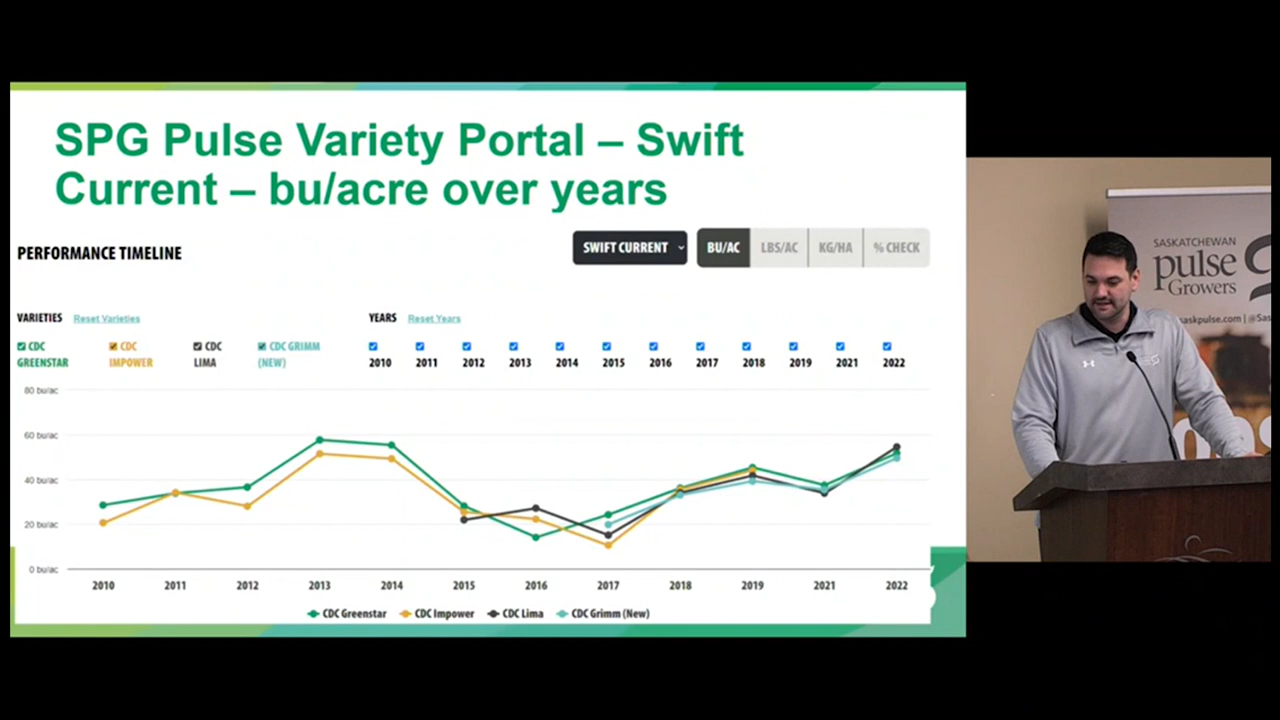 SPG Pulse Variety Portal – Swift
Current – bu/acre over years
PERFORMANCE TIMELINE
SWIFT CURRENT
BU/AC
LBS/AC
KG/HA
% CHECK
VARIETIES Reset Varieties
YEARS Reset Years
CDC GREENSTAR
CDC IMPOWER
CDC LIMA
CDC GRIMM (NEW)
2010 2011 2012 2013 2014 2015 2016 2017 2018 2019 2021 2022
80 bu/ac
60 bu/ac
40 bu/ac
20 bu/ac
0 bu/ac
2010 2011 2012 2013 2014 2015 2016 2017 2018 2019 2021 2022
CDC Greenstar CDC Impower CDC Lima CDC Grimm (New)
SASKATCHEWAN
pulse
Growers
saskpulse.com |